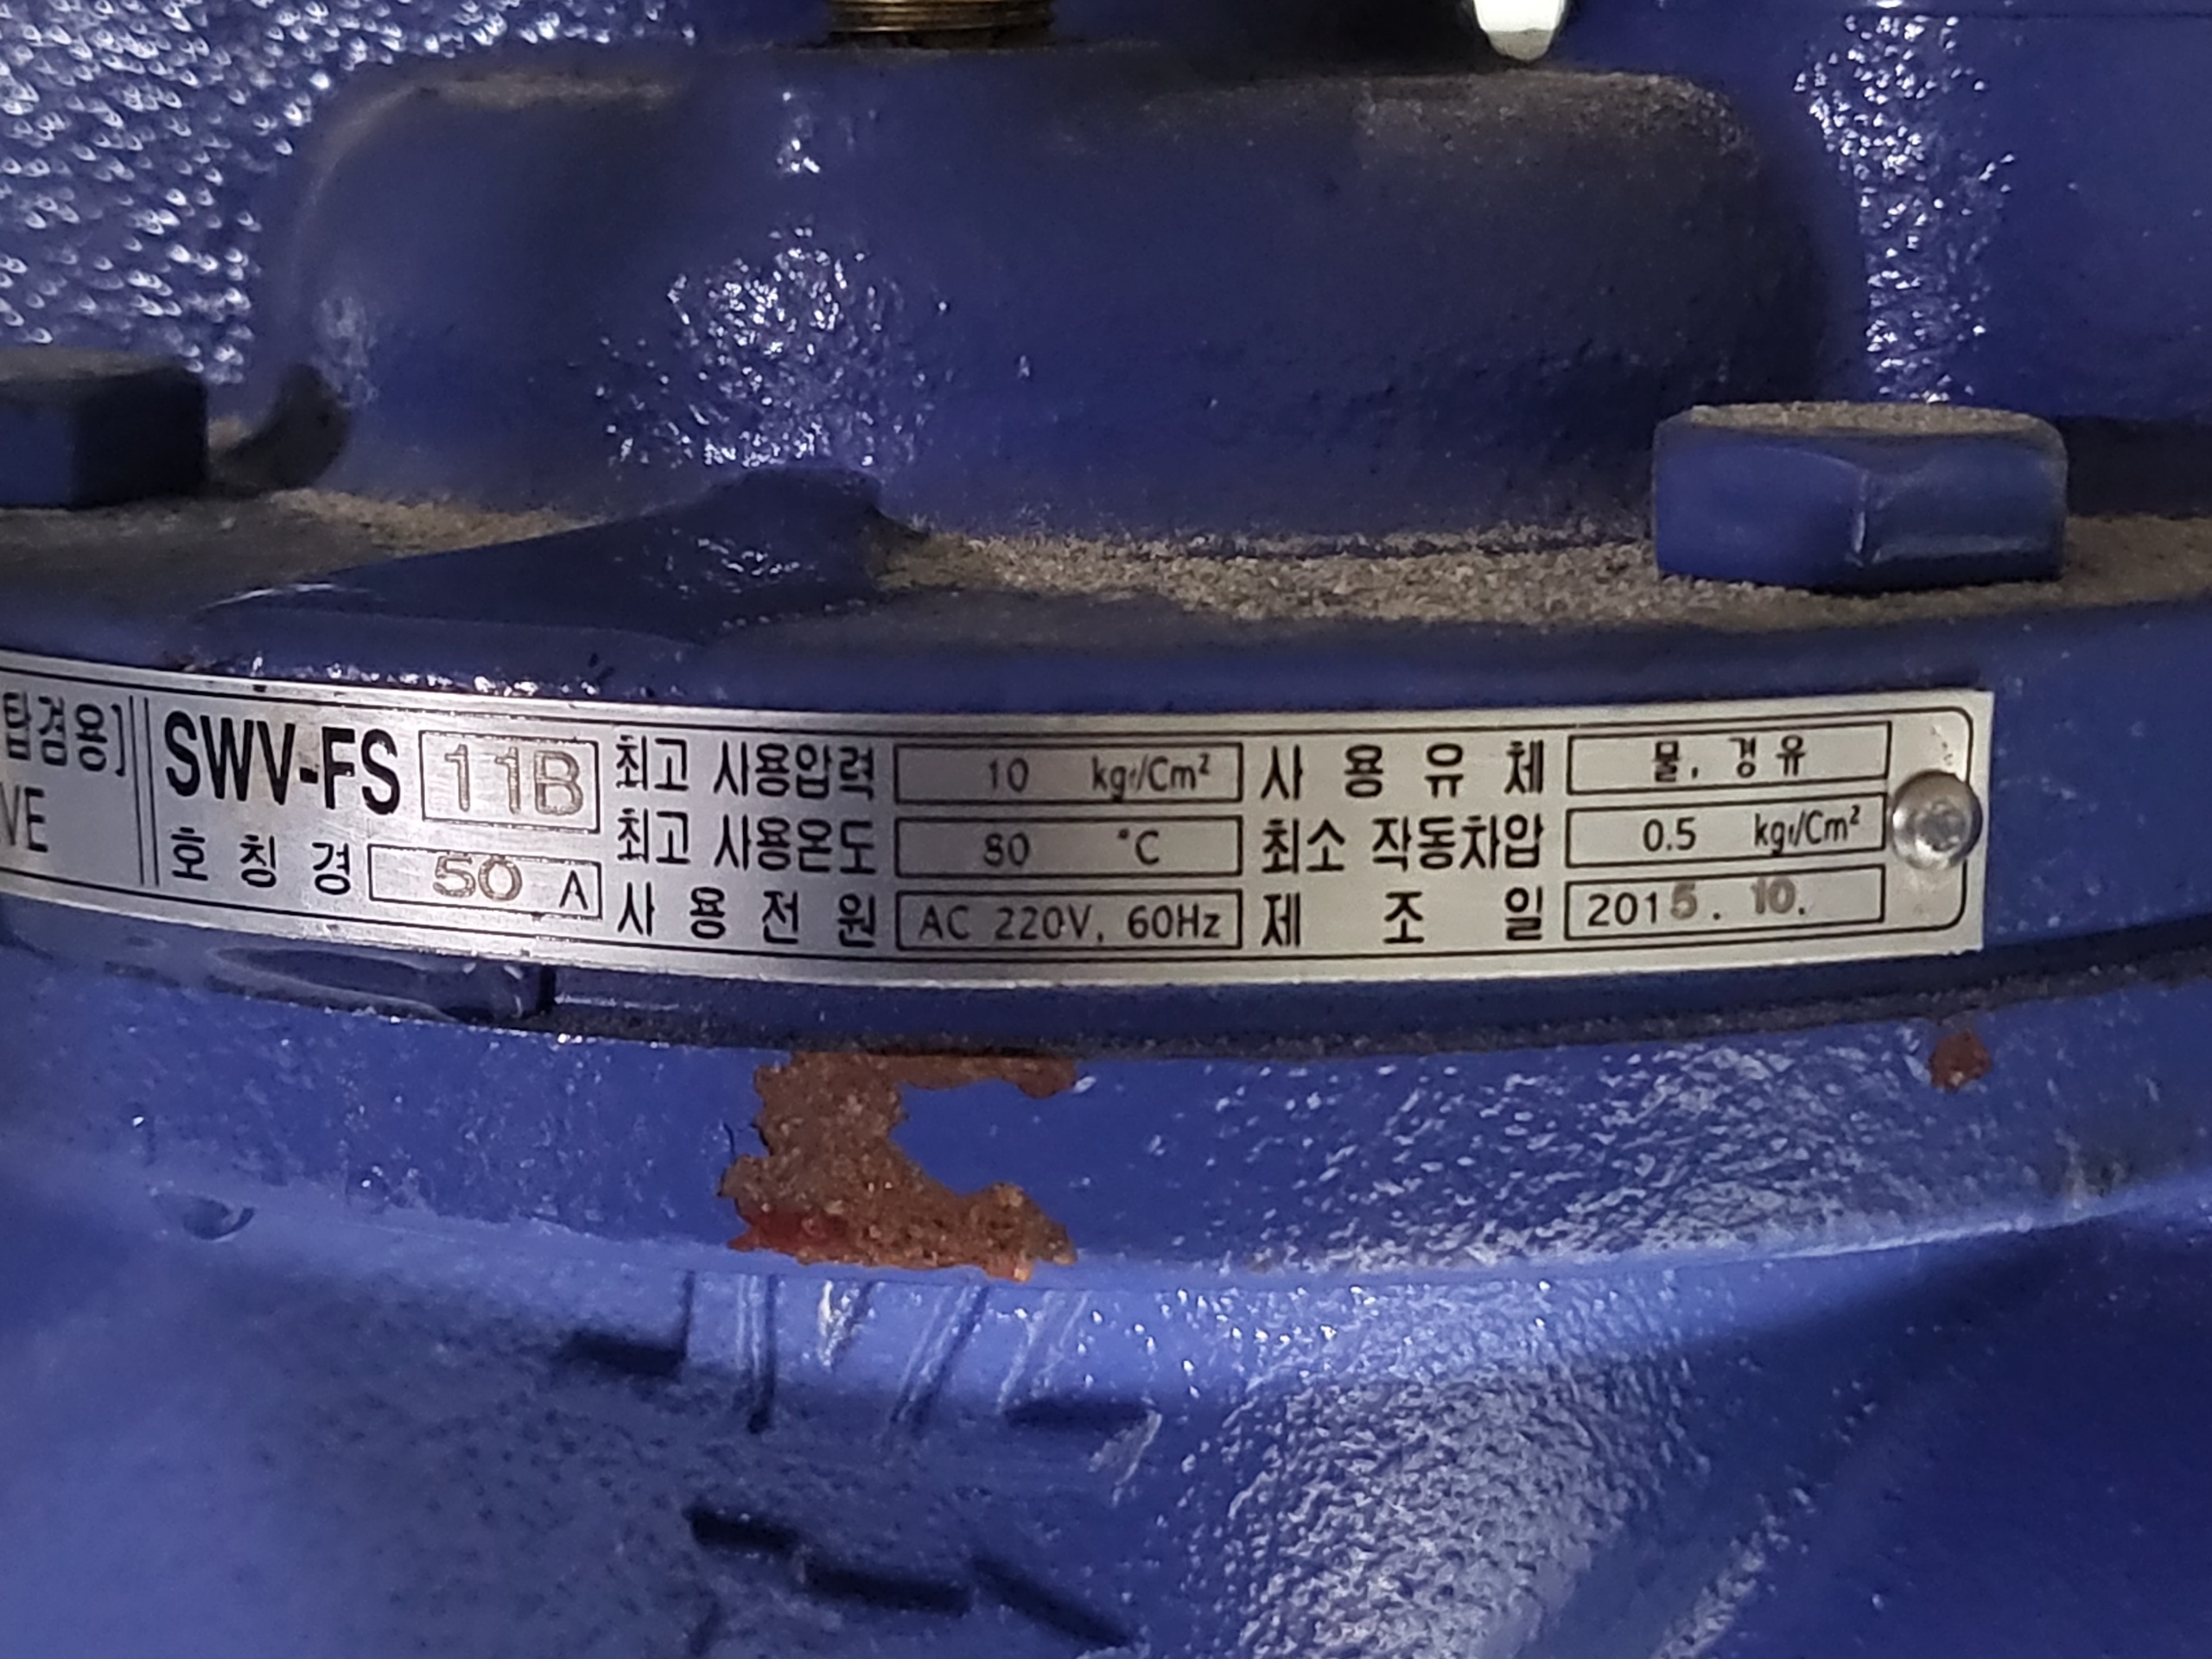 탑겸용]
VE
SWV-FS 11B
호칭경 50 A
최고 사용압력 10 kgf/Cm²
최고 사용온도 80 °C
사용전원 AC 220V, 60Hz
사용유체 물, 경유
최소 작동차압 0.5 kgf/Cm²
제조일 2015. 10.